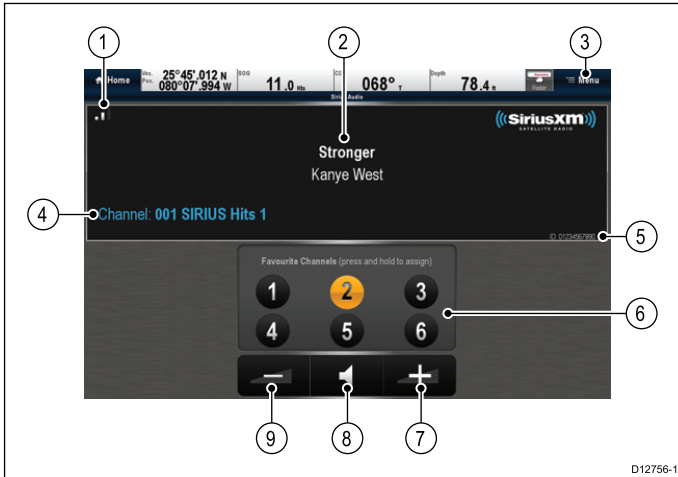 1
2
3
Home
Ves. Pos. 25°45'.012 N 080°07'.994 W
SOG 11.0 Kts
068° T
Depth 78.4 ft
Radar
Menu
Sirius Audio
((SiriusXM))
SATELLITE RADIO
Stronger
Kanye West
4
Channel: 001 SIRIUS Hits 1
ID: 01234567890
5
Favourite Channels (press and hold to assign)
1 2 3
4 5 6
6
9
8
7
D12756-1